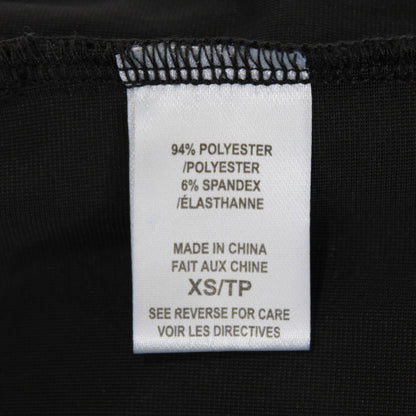 94% POLYESTER
/POLYESTER
6% SPANDEX
/ÉLASTHANNE
MADE IN CHINA
FAIT AUX CHINE
XS/TP
SEE REVERSE FOR CARE
VOIR LES DIRECTIVES